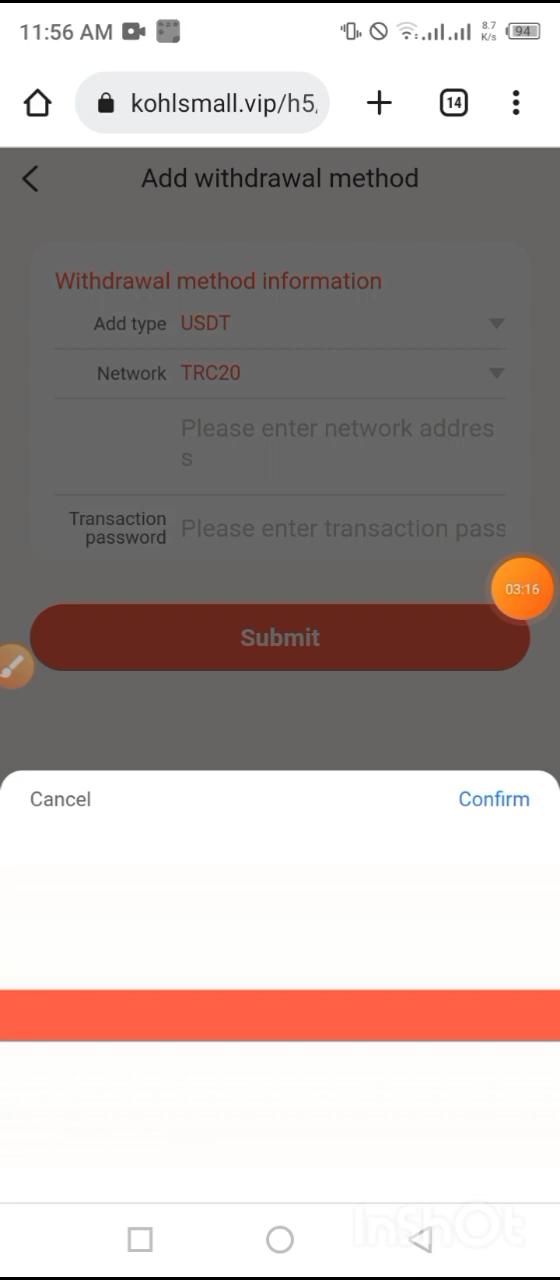 11:56 AM
8.7
K/s
94
kohlsmall.vip/h5,
14
Add withdrawal method
Withdrawal method information
Add type USDT
Network TRC20
Please enter network addres
s
Transaction
password
Please enter transaction pass
03:16
Submit
Cancel
Confirm
InShOt